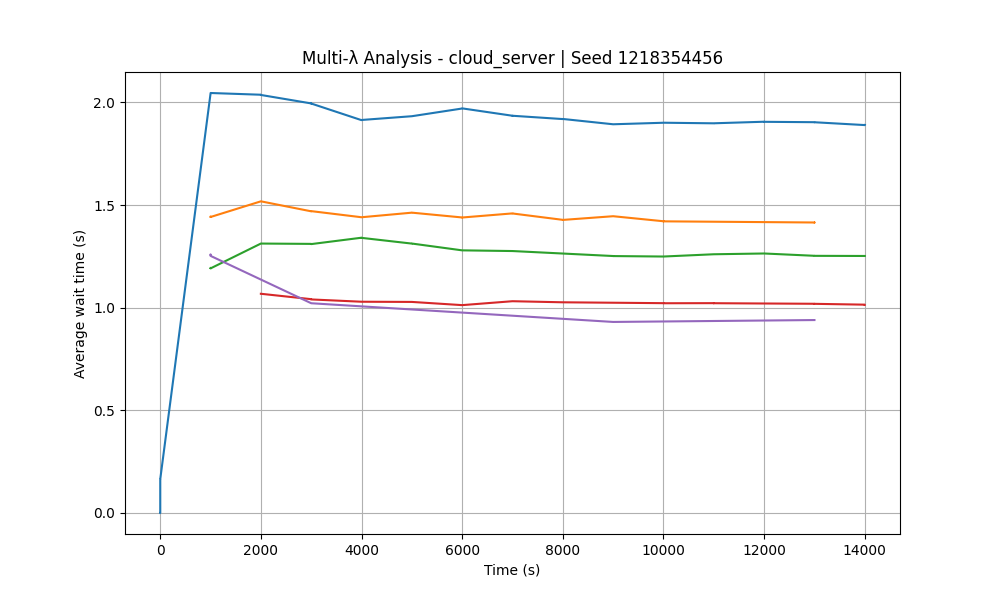 Multi-λ Analysis - cloud_server | Seed 1218354456
Average wait time (s)
2.0
1.5
1.0
0.5
0.0
0 2000 4000 6000 8000 10000 12000 14000
Time (s)